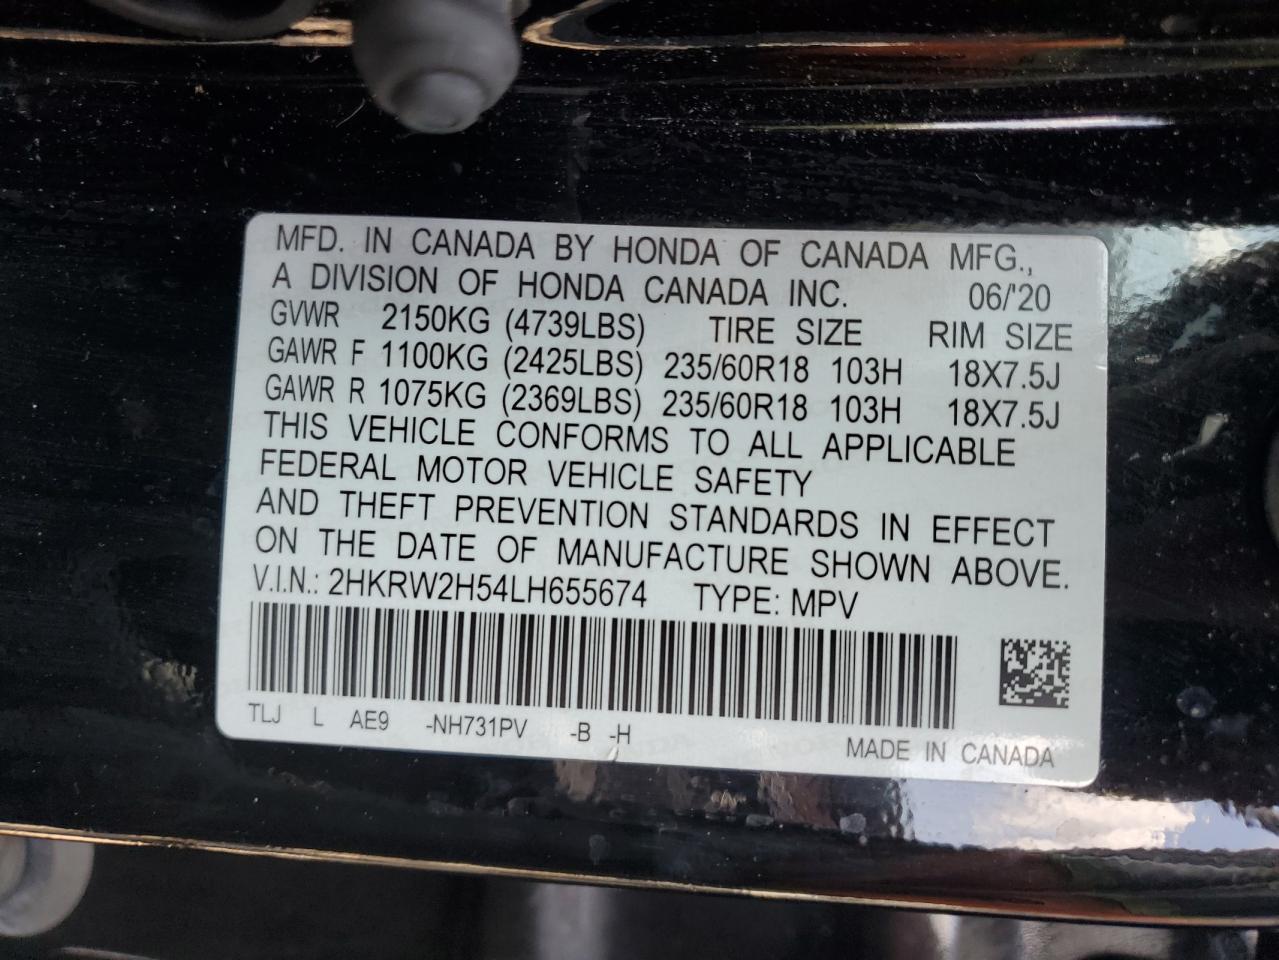 MFD. IN CANADA BY HONDA OF CANADA MFG.,
A DIVISION OF HONDA CANADA INC. 06/'20
GVWR 2150KG (4739LBS) TIRE SIZE RIM SIZE
GAWR F 1100KG (2425LBS) 235/60R18 103H 18X7.5J
GAWR R 1075KG (2369LBS) 235/60R18 103H 18X7.5J
THIS VEHICLE CONFORMS TO ALL APPLICABLE
FEDERAL MOTOR VEHICLE SAFETY
AND THEFT PREVENTION STANDARDS IN EFFECT
ON THE DATE OF MANUFACTURE SHOWN ABOVE.
V.I.N.: 2HKRW2H54LH655674 TYPE: MPV
TLJ L AE9 -NH731PV -B -H
MADE IN CANADA